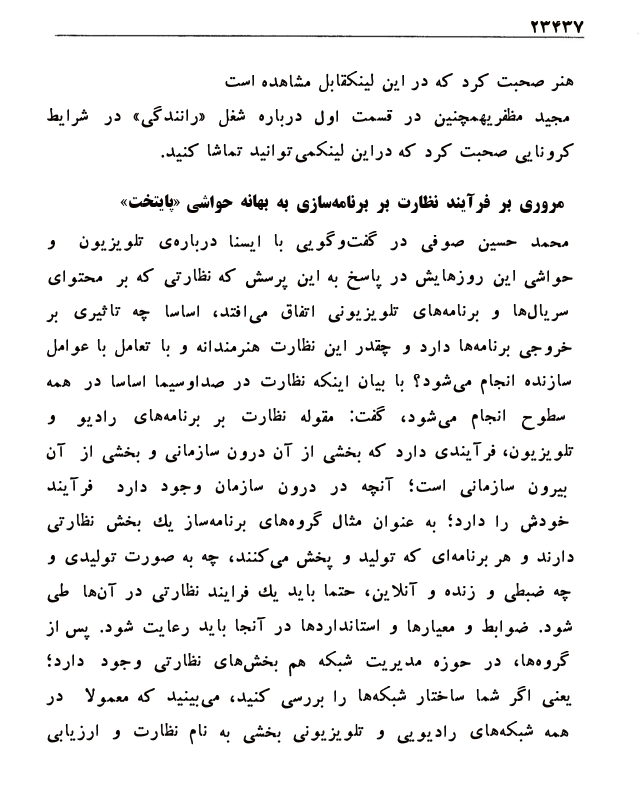 ۲۳۴۳۷
هنر صحبت کرد که در این لینکقابل مشاهده است
مجید مظفریهمچنین در قسمت اول درباره شغل «رانندگی» در شرایط
کرونایی صحبت کرد که دراین لینکمی‌توانید تماشا کنید.
مروری بر فرآیند نظارت بر برنامه‌سازی به بهانه حواشی «پایتخت»
محمد حسین صوفی در گفت‌وگویی با ایسنا درباره‌ی تلویزیون و
حواشی این روزهایش در پاسخ به این پرسش که نظارتی که بر محتوای
سریال‌ها و برنامه‌های تلویزیونی اتفاق می‌افتد، اساسا چه تاثیری بر
خروجی برنامه‌ها دارد و چقدر این نظارت هنرمندانه و با تعامل با عوامل
سازنده انجام می‌شود؟ با بیان اینکه نظارت در صداوسیما اساسا در همه
سطوح انجام می‌شود، گفت: مقوله نظارت بر برنامه‌های رادیو و
تلویزیون، فرآیندی دارد که بخشی از آن درون سازمانی و بخشی از آن
بیرون سازمانی است؛ آنچه در درون سازمان وجود دارد فرآیند
خودش را دارد؛ به عنوان مثال گروه‌های برنامه‌ساز یك بخش نظارتی
دارند و هر برنامه‌ای که تولید و پخش می‌کنند، چه به صورت تولیدی و
چه ضبطی و زنده و آنلاین، حتما باید یك فرایند نظارتی در آن‌ها طی
شود. ضوابط و معیارها و استانداردها در آنجا باید رعایت شود. پس از
گروه‌ها، در حوزه مدیریت شبکه هم بخش‌های نظارتی وجود دارد؛
یعنی اگر شما ساختار شبکه‌ها را بررسی کنید، می‌بینید که معمولا در
همه شبکه‌های رادیویی و تلویزیونی بخشی به نام نظارت و ارزیابی